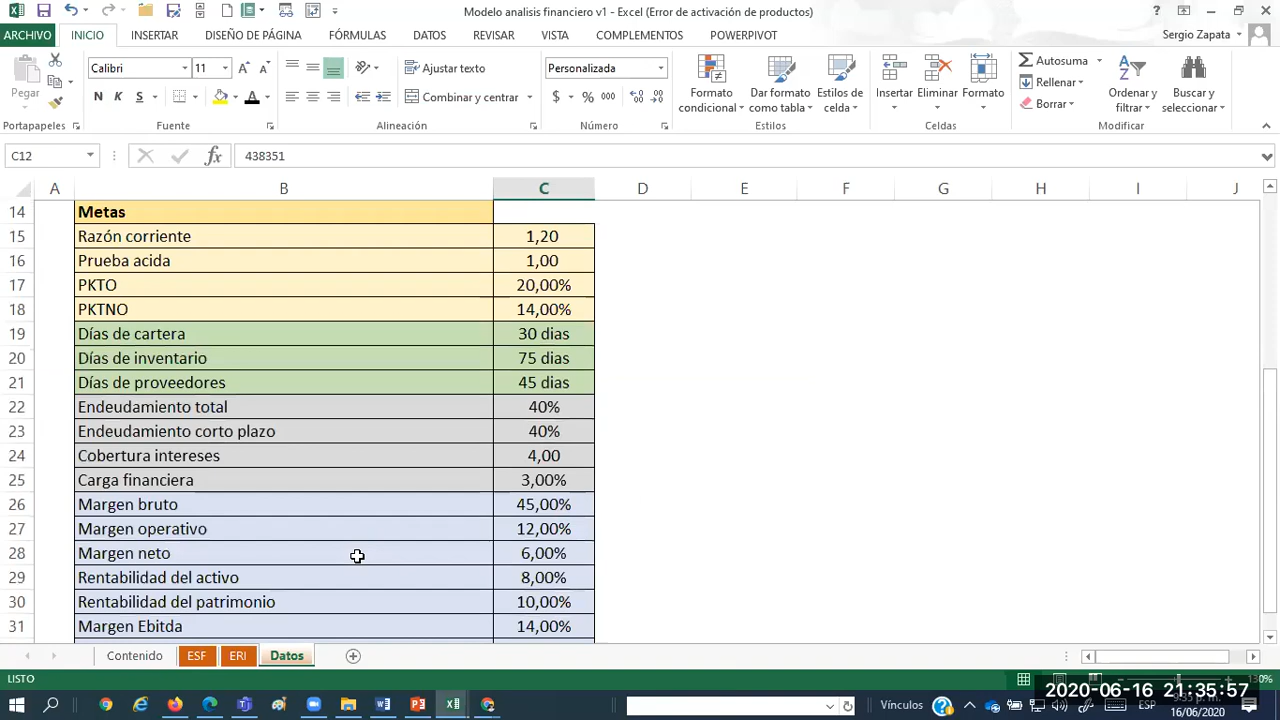 Modelo analisis financiero v1 - Excel (Error de activación de productos)
ARCHIVO INICIO INSERTAR DISEÑO DE PÁGINA FÓRMULAS DATOS REVISAR VISTA COMPLEMENTOS POWERPIVOT Sergio Zapata
Calibri 11 Ajustar texto Personalizada Autosuma
Rellenar
Pegar N K S Combinar y centrar $ % 000 Formato condicional Dar formato como tabla Estilos de celda Insertar Eliminar Formato Borrar Ordenar y filtrar Buscar y seleccionar
Portapapeles Fuente Alineación Número Estilos Celdas Modificar
C12 fx 438351
A B C D E F G H I J
14 Metas
15 Razón corriente 1,20
16 Prueba acida 1,00
17 PKTO 20,00%
18 PKTNO 14,00%
19 Días de cartera 30 dias
20 Días de inventario 75 dias
21 Días de proveedores 45 dias
22 Endeudamiento total 40%
23 Endeudamiento corto plazo 40%
24 Cobertura intereses 4,00
25 Carga financiera 3,00%
26 Margen bruto 45,00%
27 Margen operativo 12,00%
28 Margen neto 6,00%
29 Rentabilidad del activo 8,00%
30 Rentabilidad del patrimonio 10,00%
31 Margen Ebitda 14,00%
Contenido ESF ERI Datos
LISTO
2020-06-16 21:35:57
Vínculos ESP 16/06/2020